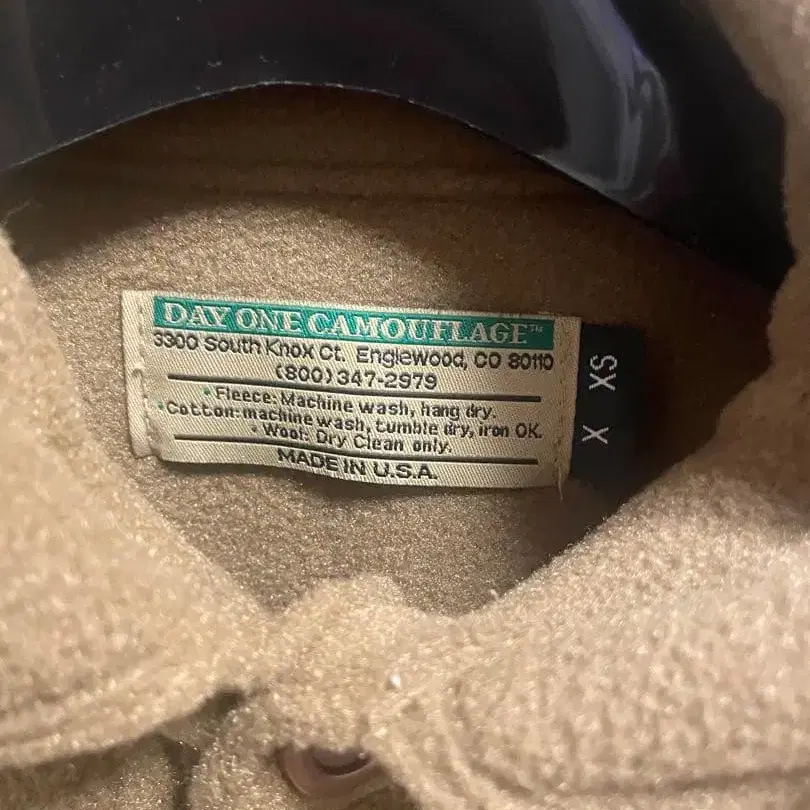 DAY ONE CAMOUFLAGE™
3300 South Knox Ct. Englewood, CO 80110
(800)347-2979
• Fleece: Machine wash, hang dry.
• Cotton: machine wash, tumble dry, iron OK.
• Wool: Dry Clean only.
MADE IN U.S.A.
X XS